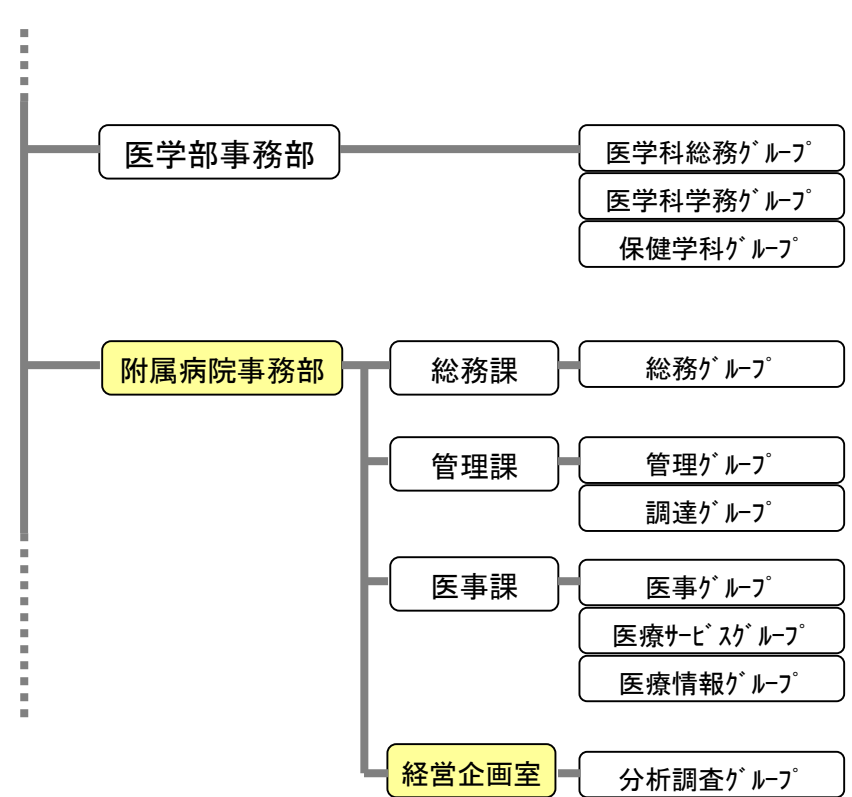 医学部事務部
医学科総務ｸﾞﾙｰﾌﾟ
医学科学務ｸﾞﾙｰﾌﾟ
保健学科ｸﾞﾙｰﾌﾟ
附属病院事務部
総務課
総務ｸﾞﾙｰﾌﾟ
管理課
管理ｸﾞﾙｰﾌﾟ
調達ｸﾞﾙｰﾌﾟ
医事課
医事ｸﾞﾙｰﾌﾟ
医療ｻｰﾋﾞｽｸﾞﾙｰﾌﾟ
医療情報ｸﾞﾙｰﾌﾟ
経営企画室
分析調査ｸﾞﾙｰﾌﾟ